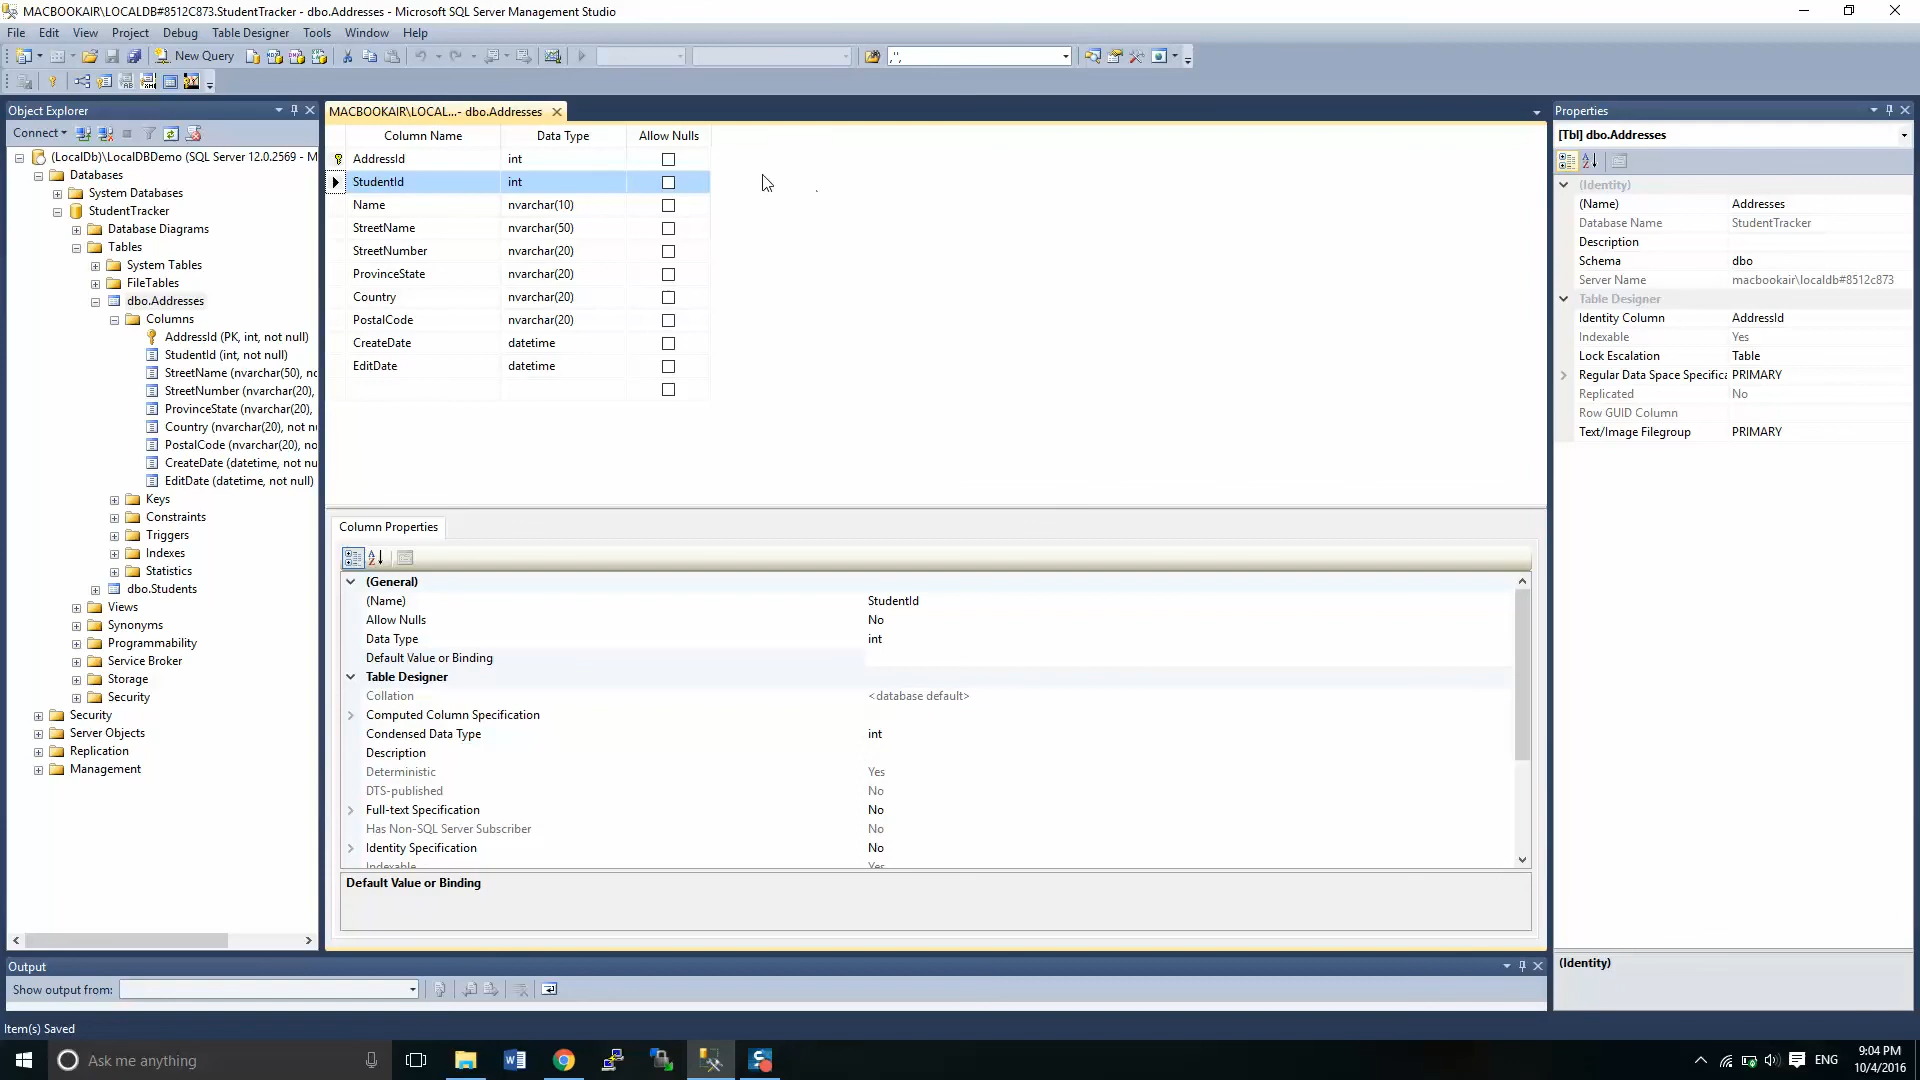 MACBOOKAIR\LOCALDB#8512C873.StudentTracker - dbo.Addresses - Microsoft SQL Server Management Studio
File Edit View Project Debug Table Designer Tools Window Help
New Query , ',
Object Explorer
Connect
(LocalDb)\LocalDBDemo (SQL Server 12.0.2569 - M
Databases
System Databases
StudentTracker
Database Diagrams
Tables
System Tables
FileTables
dbo.Addresses
Columns
AddressId (PK, int, not null)
StudentId (int, not null)
StreetName (nvarchar(50), no
StreetNumber (nvarchar(20),
ProvinceState (nvarchar(20),
Country (nvarchar(20), not nu
PostalCode (nvarchar(20), no
CreateDate (datetime, not nu
EditDate (datetime, not null)
Keys
Constraints
Triggers
Indexes
Statistics
dbo.Students
Views
Synonyms
Programmability
Service Broker
Storage
Security
Security
Server Objects
Replication
Management
MACBOOKAIR\LOCAL...- dbo.Addresses
Column Name Data Type Allow Nulls
AddressId int
StudentId int
Name nvarchar(10)
StreetName nvarchar(50)
StreetNumber nvarchar(20)
ProvinceState nvarchar(20)
Country nvarchar(20)
PostalCode nvarchar(20)
CreateDate datetime
EditDate datetime
Column Properties
(General)
(Name) StudentId
Allow Nulls No
Data Type int
Default Value or Binding
Table Designer
Collation <database default>
Computed Column Specification
Condensed Data Type int
Description
Deterministic Yes
DTS-published No
Full-text Specification No
Has Non-SQL Server Subscriber No
Identity Specification No
Indexable Yes
Default Value or Binding
Properties
[Tbl] dbo.Addresses
(Identity)
(Name) Addresses
Database Name StudentTracker
Description
Schema dbo
Server Name macbookair\localdb#8512c873
Table Designer
Identity Column AddressId
Indexable Yes
Lock Escalation Table
Regular Data Space Specifica PRIMARY
Replicated No
Row GUID Column
Text/Image Filegroup PRIMARY
(Identity)
Output
Show output from:
Item(s) Saved
Ask me anything
ENG
9:04 PM
10/4/2016